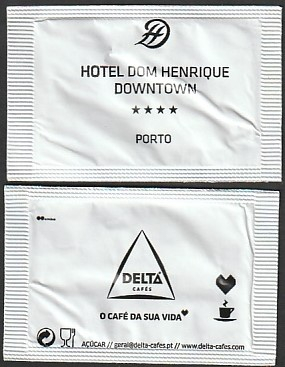 HOTEL DOM HENRIQUE
DOWNTOWN
★★★★
PORTO
DELTA
CAFÉS
O CAFÉ DA SUA VIDA
AÇÚCAR // geral@delta-cafes.pt // www.delta-cafes.com